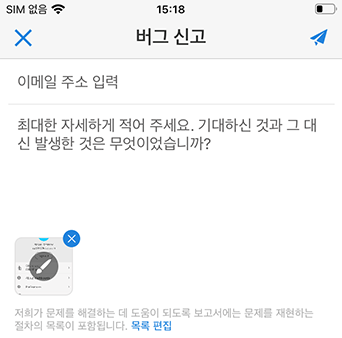 SIM 없음 15:18
버그 신고
이메일 주소 입력
최대한 자세하게 적어 주세요. 기대하신 것과 그 대
신 발생한 것은 무엇이었습니까?
저희가 문제를 해결하는 데 도움이 되도록 보고서에는 문제를 재현하는
절차의 목록이 포함됩니다. 목록 편집